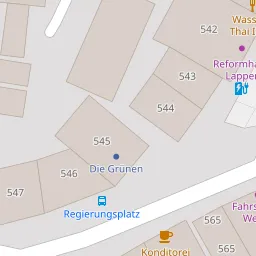 542
Wass
Thai I
Reformha
Lapper
543
544
545
Die Grünen
546
547
Regierungsplatz
565
Fahrs
We
565
Konditorei